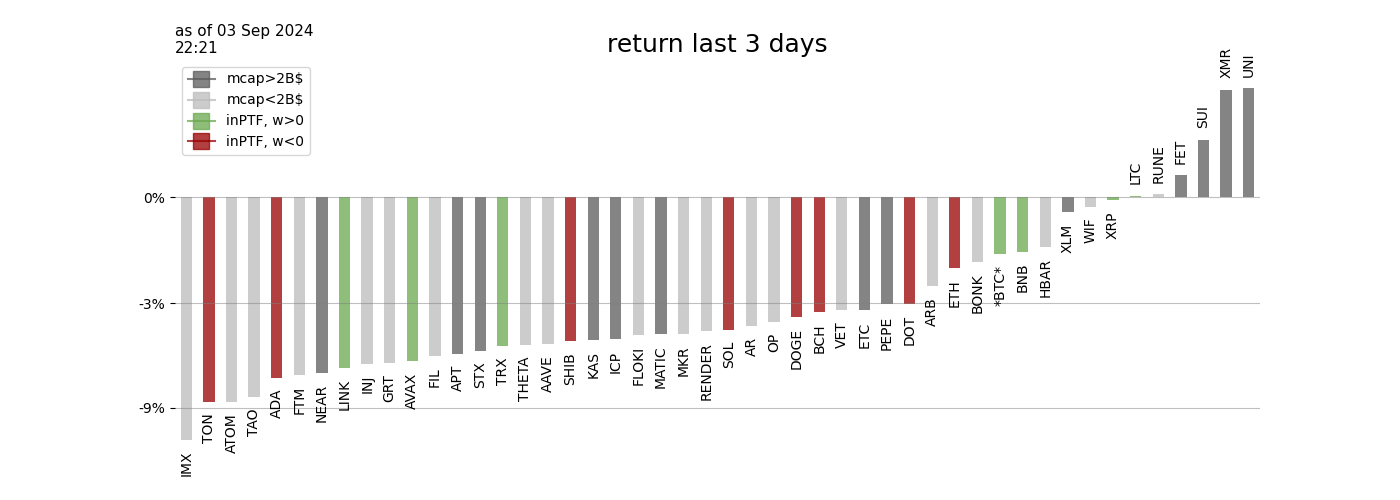 as of 03 Sep 2024
22:21
return last 3 days
mcap>2B$
mcap<2B$
inPTF, w>0
inPTF, w<0
0%
-3%
-9%
IMX
TON
ATOM
TAO
ADA
FTM
NEAR
LINK
INJ
GRT
AVAX
FIL
APT
STX
TRX
THETA
AAVE
SHIB
KAS
ICP
FLOKI
MATIC
MKR
RENDER
SOL
AR
OP
DOGE
BCH
VET
ETC
PEPE
DOT
ARB
ETH
BONK
*BTC*
BNB
HBAR
XLM
WIF
XRP
LTC
RUNE
FET
SUI
XMR
UNI